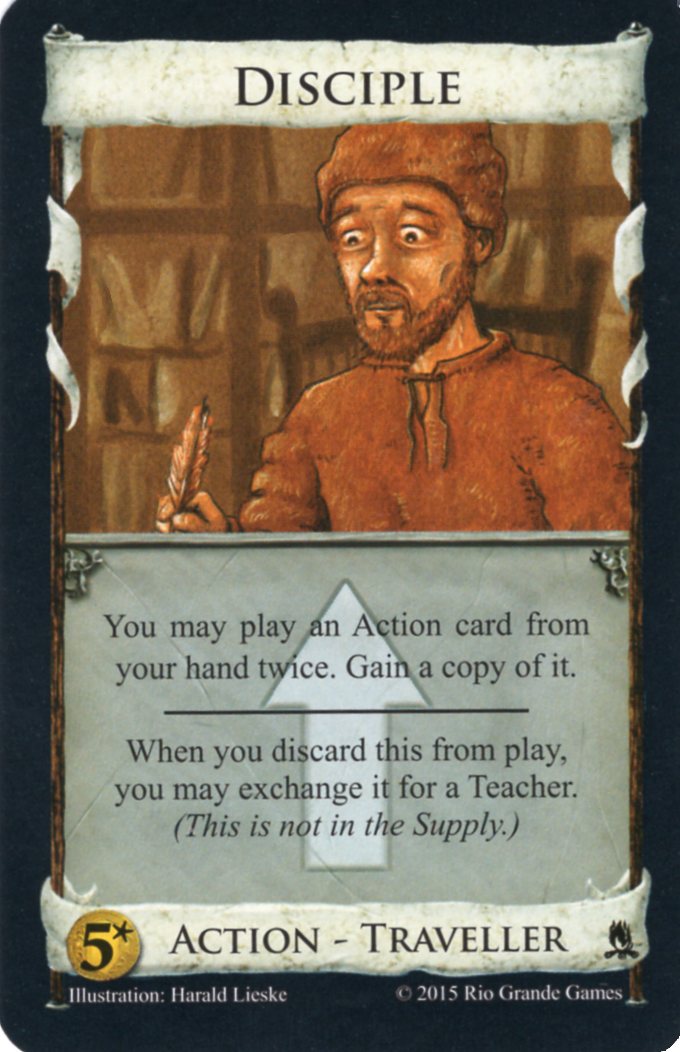 DISCIPLE
You may play an Action card from
your hand twice. Gain a copy of it.
When you discard this from play,
you may exchange it for a Teacher.
(This is not in the Supply.)
5* ACTION - TRAVELLER
Illustration: Harald Lieske © 2015 Rio Grande Games